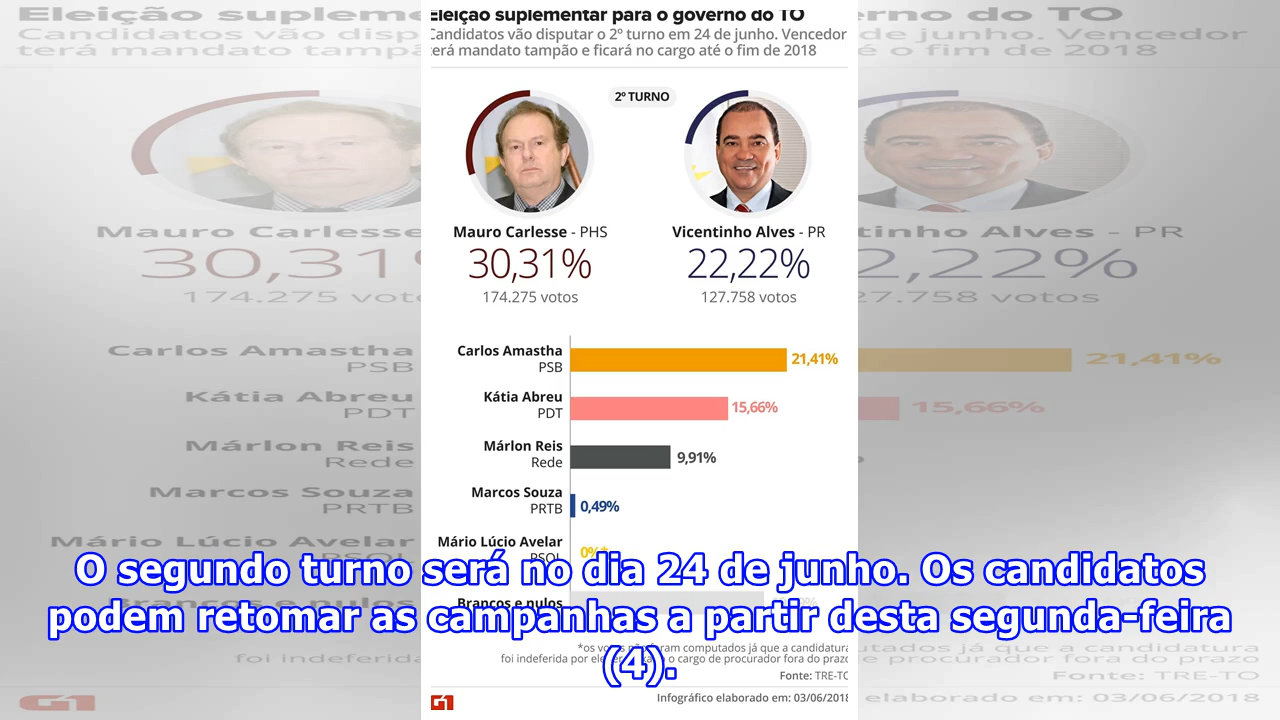 Eleição suplementar para o governo do TO
Candidatos vão disputar o 2º turno em 24 de junho. Vencedor
terá mandato tampão e ficará no cargo até o fim de 2018
2º TURNO
Mauro Carlesse - PHS
30,31%
174.275 votos
Vicentinho Alves - PR
22,22%
127.758 votos
Carlos Amastha
PSB
21,41%
Kátia Abreu
PDT
15,66%
Márlon Reis
Rede
9,91%
Marcos Souza
PRTB
0,49%
Mário Lúcio Avelar
PSOL
0%*
Brancos e nulos
O segundo turno será no dia 24 de junho. Os candidatos
podem retomar as campanhas a partir desta segunda-feira
(4).
*os computados já que a candidatura
foi indeferida por o cargo de procurador fora do prazo
Fonte: TRE-TO
G1
Infográfico elaborado em: 03/06/2018